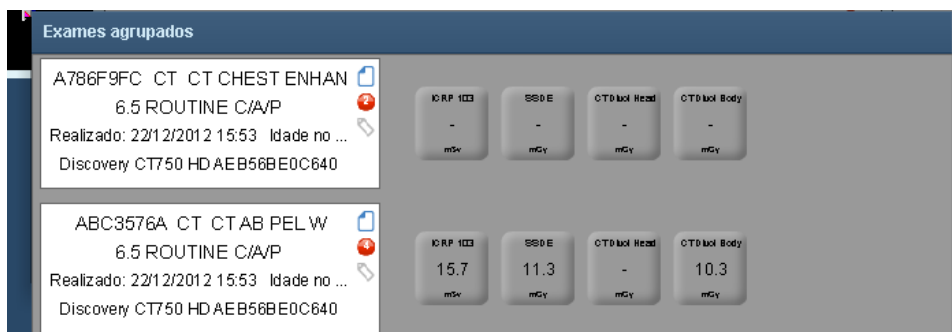 Exames agrupados
A786F9FC CT CT CHEST ENHAN
6.5 ROUTINE C/A/P
2
Realizado: 22/12/2012 15:53 Idade no ...
Discovery CT750 HD AEB56BE0C640
ICRP 103 SSDE CTDIvol Head CTDIvol Body
- - - -
mSv mGy mGy mGy
ABC3576A CT CT AB PEL W
6.5 ROUTINE C/A/P
4
Realizado: 22/12/2012 15:53 Idade no ...
Discovery CT750 HD AEB56BE0C640
ICRP 103 SSDE CTDIvol Head CTDIvol Body
15.7 11.3 - 10.3
mSv mGy mGy mGy